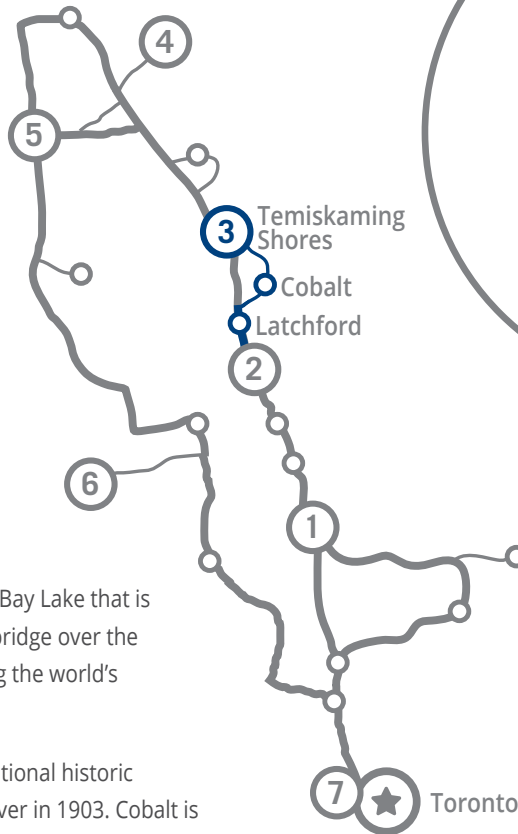 4
5
3
Temiskaming
Shores
Cobalt
Latchford
2
6
1
Bay Lake that is
bridge over the
g the world's
tional historic
ver in 1903. Cobalt is
7
Toronto